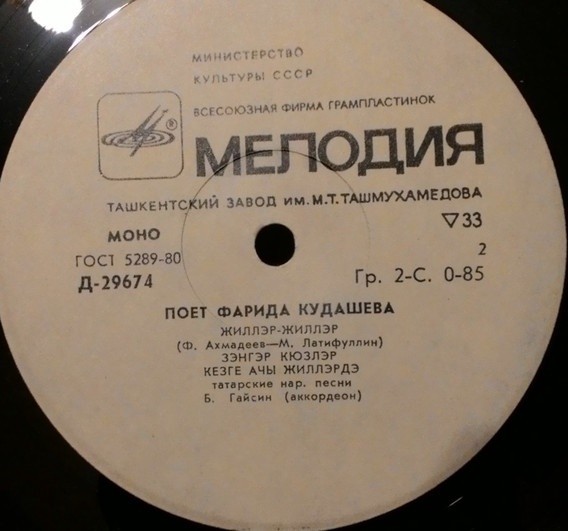 МИНИСТЕРСТВО
КУЛЬТУРЫ СССР
ВСЕСОЮЗНАЯ ФИРМА ГРАМПЛАСТИНОК
®
МЕЛОДИЯ
ТАШКЕНТСКИЙ ЗАВОД ИМ. М.Т. ТАШМУХАМЕДОВА
МОНО
▽33
ГОСТ 5289-80
2
Д-29674
Гр. 2-С. 0-85
ПОЕТ ФАРИДА КУДАШЕВА
ЖИЛЛЭР-ЖИЛЛЭР
(Ф. Ахмадеев—М. Латифуллин)
ЗЭНГЭР КЮЗЛЭР
КЕЗГЕ АЧЫ ЖИЛЛЭРДЭ
татарские нар. песни
Б. Гайсин (аккордеон)